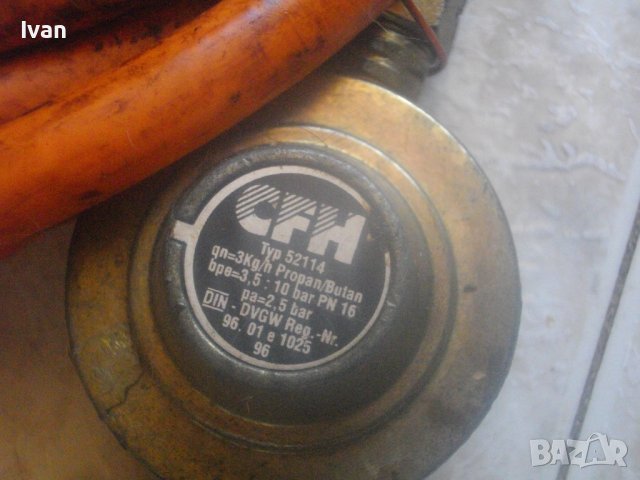 Ivan
CFH
Typ 52114
qn=3Kg/h Propan/Butan
bpe=3,5 : 10 bar PN 16
pa=2,5 bar
DIN - DVGW Reg.-Nr.
96. 01 e 1025
96
BAZAR